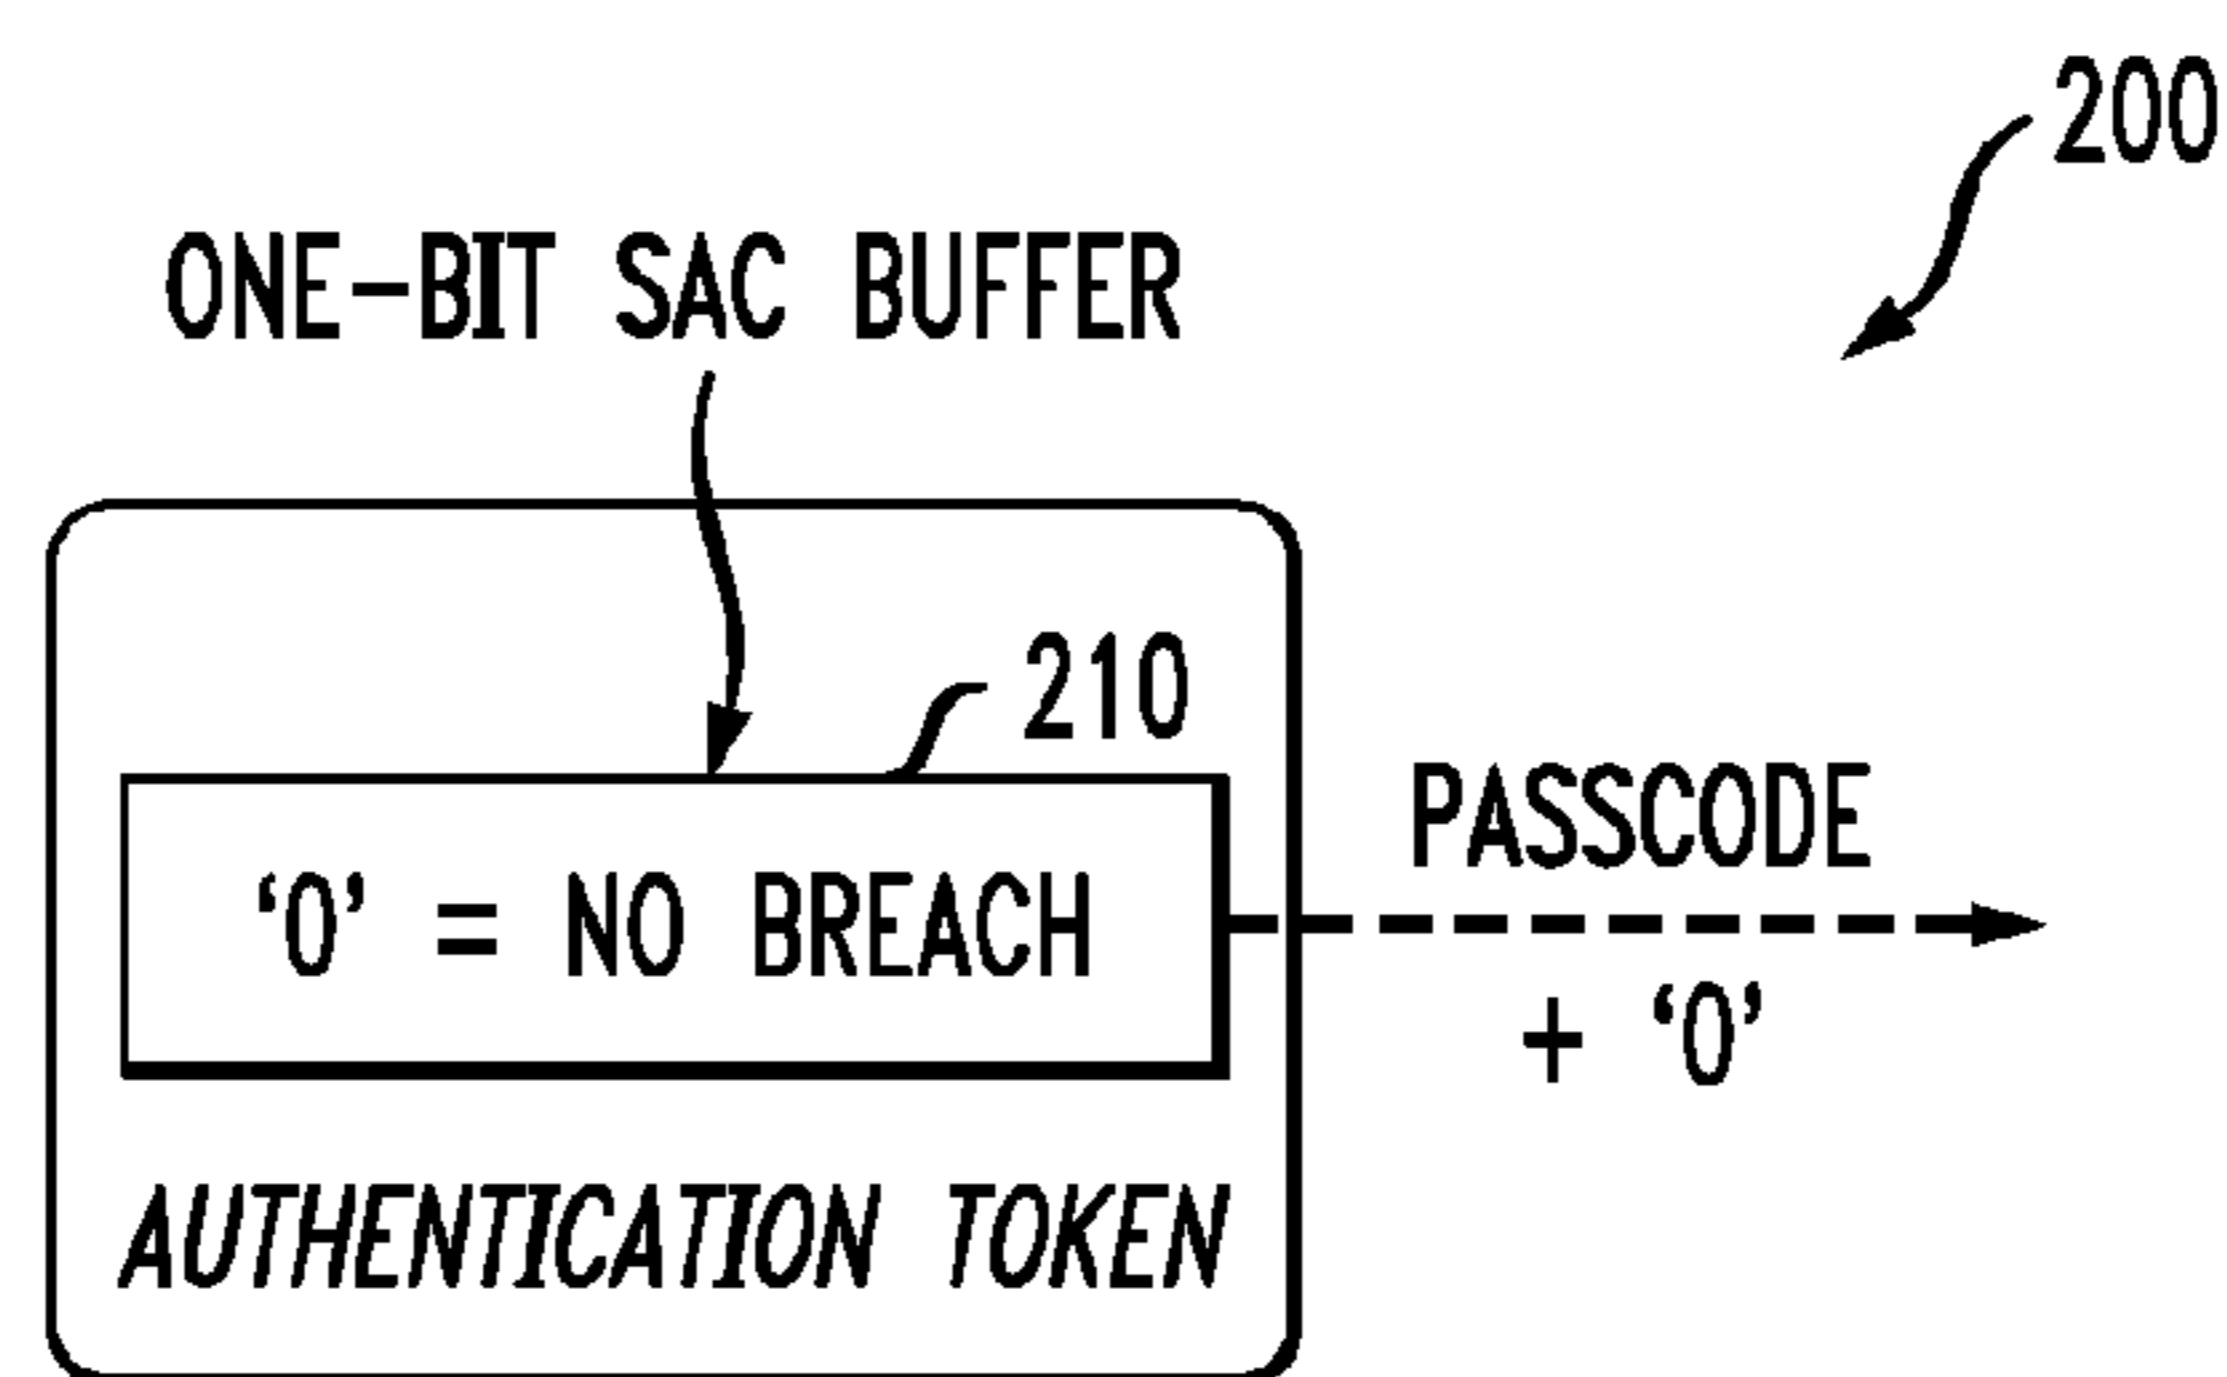 200
ONE-BIT SAC BUFFER
210
‘0’ = NO BREACH
PASSCODE
+ ‘0’
AUTHENTICATION TOKEN